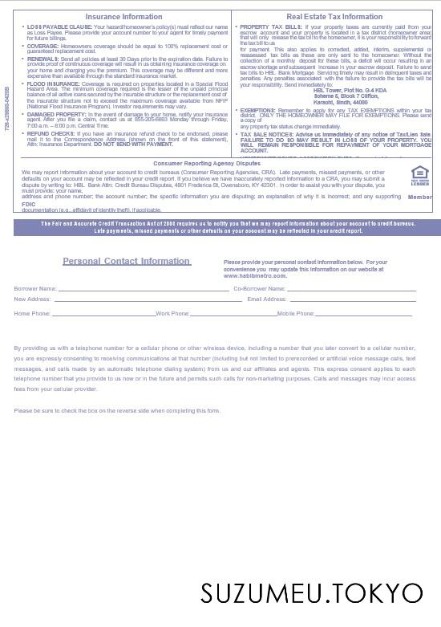 Insurance Information
• LOSS PAYABLE CLAUSE: Your hazard/homeowner's policy(s) must reflect our name
as Loss Payee. Please provide your account number to your agent for timely payment
for future billings.
• COVERAGE: Homeowners coverage should be equal to 100% replacement cost or
guaranteed replacement cost.
RENEWALS: Send all policies at least 30 Days prior to the expiration date. Failure to
provide proof of continuous coverage will result in us obtaining insurance coverage on
your home and charging you the premium. This coverage may be different and more
expensive than available through the standard insurance market.
• FLOOD INSURANCE: Coverage is required on properties located in a Special Flood
Hazard Area. The minimum coverage required is the lesser of the unpaid principal
balance of all active loans secured by the insurable structure or the replacement cost of
the insurable structure not to exceed the maximum coverage available from NFIP
(National Flood Insurance Program). Investor requirements may vary.
DAMAGED PROPERTY: In the event of damage to your home, notify your insurance
agent. After you file a claim, contact us at Monday through Friday,
7:00 a.m. – 6:00 p.m. Central Time.
REFUND CHECKS: If you receive an insurance refund check to be endorsed, please
mail it to the Correspondence Address (shown on the front of this statement),
Attn. Insurance Department. DO NOT SEND WITH PAYMENT.
Real Estate Tax Information
• PROPERTY TAX BILLS: If your property taxes are currently paid from your
escrow account and your property is located in a tax district (homeowner area)
that will only release the tax bill to the homeowner, it is your responsibility to forward
the tax bill to us
for payment. This also applies to corrected, added, interim, supplemental or
reassessed tax bills as these are only sent to the homeowner. Without the
collection of a monthly deposit for these bills, a deficit will occur resulting in an
escrow shortage and subsequent increase in your escrow deposit. Failure to send
tax bills to HBL Bank Mortgage Servicing timely may result in delinquent taxes and
penalties. Any penalties associated with the failure to provide the tax bills will be
your responsibility. Send immediately to:
HBL Tower, Plot No. G-4 KDA
Scheme 5, Block 7 Clifton,
Karachi, Sindh,
• EXEMPTIONS: Remember to apply for any TAX EXEMPTIONS within your tax
district. ONLY THE HOMEOWNER MAY FILE FOR EXEMPTIONS. Please send
a copy of
any property tax status change immediately.
• TAX SALE NOTICES: Advise us immediately of any notice of Tax Lien sale.
FAILURE TO DO SO MAY RESULT IN LOSS OF YOUR PROPERTY. YOU
WILL REMAIN RESPONSIBLE FOR REPAYMENT OF YOUR MORTGAGE
ACCOUNT.
Consumer Reporting Agency Disputes
We may report information about your account to credit bureaus (Consumer Reporting Agencies, CRA). Late payments, missed payments, or other
defaults on your account may be reflected in your credit report. If you believe we have inaccurately reported information to a CRA, you may submit a
dispute by writing to: HBL Bank Attn: Credit Bureau Disputes, 4801 Frederica St, Owensboro, KY 42301. In order to assist you with your dispute, you
must provide: your name,
address and phone number; the account number; the specific information you are disputing; an explanation of why it is incorrect; and any supporting
Member
FDIC
documentation (e.g., affidavit of identity theft), if applicable.
The Fair and Accurate Credit Transaction Act of 2003 requires us to notify you that we may report information about your account to credit bureaus.
Late payments, missed payments or other defaults on your account may be reflected in your credit report.
Personal Contact Information
Please provide your personal contact information below. For your
convenience you may update this information on our website at
Borrower Name: Co-Borrower Name:
New Address: Email Address:
Home Phone: Work Phone: Mobile Phone:
By providing us with a telephone number for a cellular phone or other wireless device, including a number that you later convert to a cellular number,
you are expressly consenting to receiving communications at that number (including but not limited to prerecorded or artificial voice message calls, text
messages, and calls made by an automatic telephone dialing system) from us and our affiliates and agents. This express consent applies to each
telephone number that you provide to us now or in the future and permits such calls for non-marketing purposes. Calls and messages may incur access
fees from your cellular provider.
Please be sure to check the box on the reverse side when completing this form.
SUZUMEU.TOKYO